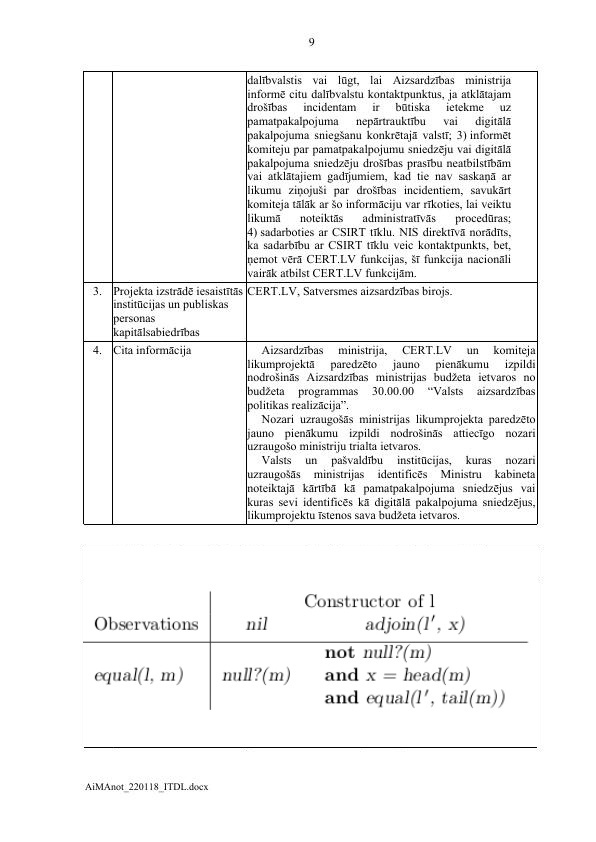 9
dalībvalstis vai lūgt, lai Aizsardzības ministrija
informē citu dalībvalstu kontaktpunktus, ja atklātajam
drošības incidentam ir būtiska ietekme uz
pamatpakalpojuma nepārtrauktību vai digitālā
pakalpojuma sniegšanu konkrētajā valstī; 3) informēt
komiteju par pamatpakalpojumu sniedzēju vai digitālā
pakalpojuma sniedzēju drošības prasību neatbilstībām
vai atklātajiem gadījumiem, kad tie nav saskaņā ar
likumu ziņojuši par drošības incidentiem, savukārt
komiteja tālāk ar šo informāciju var rīkoties, lai veiktu
likumā noteiktās administratīvās procedūras;
4) sadarboties ar CSIRT tīklu. NIS direktīvā norādīts,
ka sadarbību ar CSIRT tīklu veic kontaktpunkts, bet,
ņemot vērā CERT.LV funkcijas, šī funkcija nacionāli
vairāk atbilst CERT.LV funkcijām.
3. Projekta izstrādē iesaistītās CERT.LV, Satversmes aizsardzības birojs.
institūcijas un publiskas
personas
kapitālsabiedrības
4. Cita informācija Aizsardzības ministrija, CERT.LV un komiteja
likumprojektā paredzēto jauno pienākumu izpildi
nodrošinās Aizsardzības ministrijas budžeta ietvaros no
budžeta programmas 30.00.00 “Valsts aizsardzības
politikas realizācija”.
Nozari uzraugošās ministrijas likumprojekta paredzēto
jauno pienākumu izpildi nodrošinās attiecīgo nozari
uzraugošo ministriju trialta ietvaros.
Valsts un pašvaldību institūcijas, kuras nozari
uzraugošās ministrijas identificēs Ministru kabineta
noteiktajā kārtībā kā pamatpakalpojuma sniedzējus vai
kuras sevi identificēs kā digitālā pakalpojuma sniedzējus,
likumprojektu īstenos sava budžeta ietvaros.
Constructor of l
Observations nil adjoin(l′, x)
not null?(m)
equal(l, m) null?(m) and x = head(m)
and equal(l′, tail(m))
AiMAnot_220118_ITDL.docx